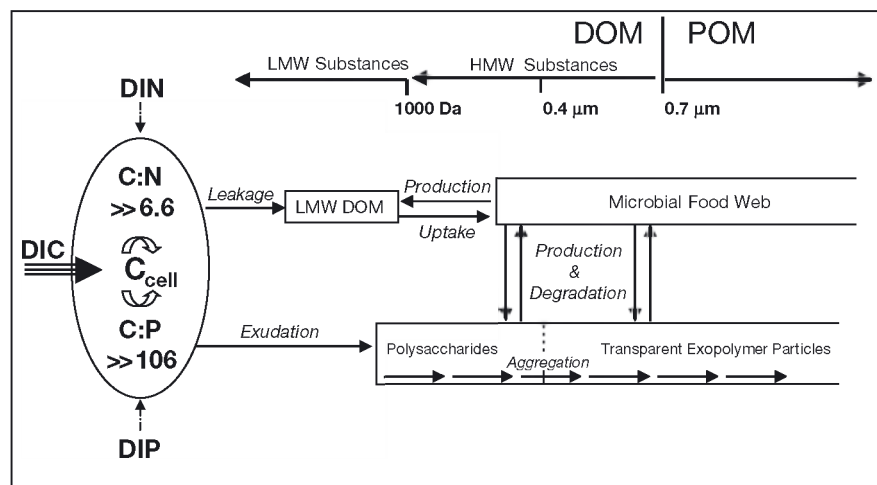 DOM POM
LMW Substances HMW Substances
1000 Da 0.4 μm 0.7 μm
DIN
C:N
>>6.6
DIC
C cell
C:P
>>106
DIP
Leakage
LMW DOM
Production
Uptake
Microbial Food Web
Production
&
Degradation
Exudation
Polysaccharides
Aggregation
Transparent Exopolymer Particles